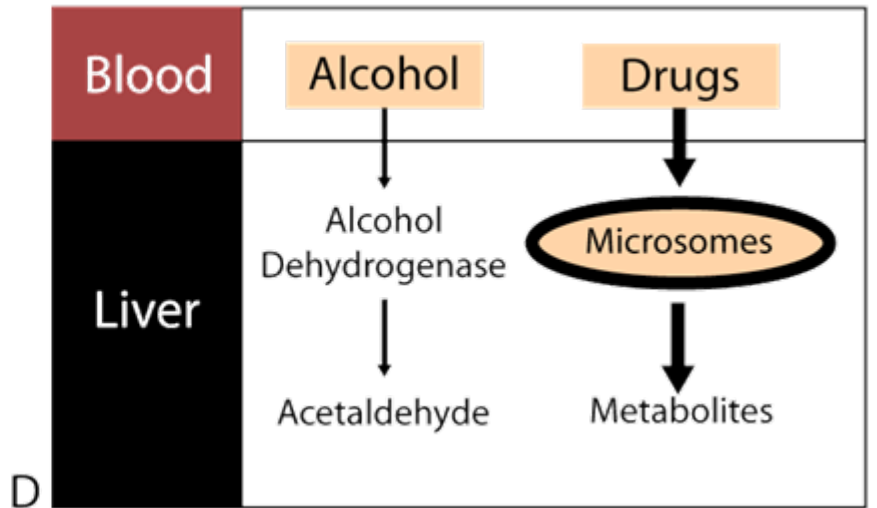 Blood
Alcohol
Drugs
Liver
Alcohol
Dehydrogenase
Microsomes
Acetaldehyde
Metabolites
D